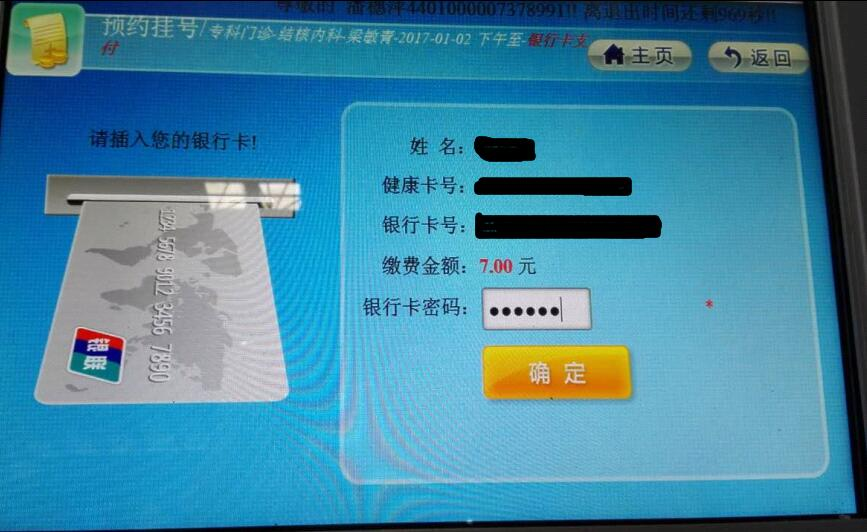 尊敬的 潘穗萍4401000007378991!! 离退出时间还剩969秒!!
预约挂号/专科门诊-结核内科-梁敏青-2017-01-02 下午至-银行卡支
付
主页
返回
请插入您的银行卡!
1234 5678 9012 3456 7890
银联
姓 名:
健康卡号:
银行卡号:
缴费金额: 7.00 元
银行卡密码: ●●●●●● *
确 定